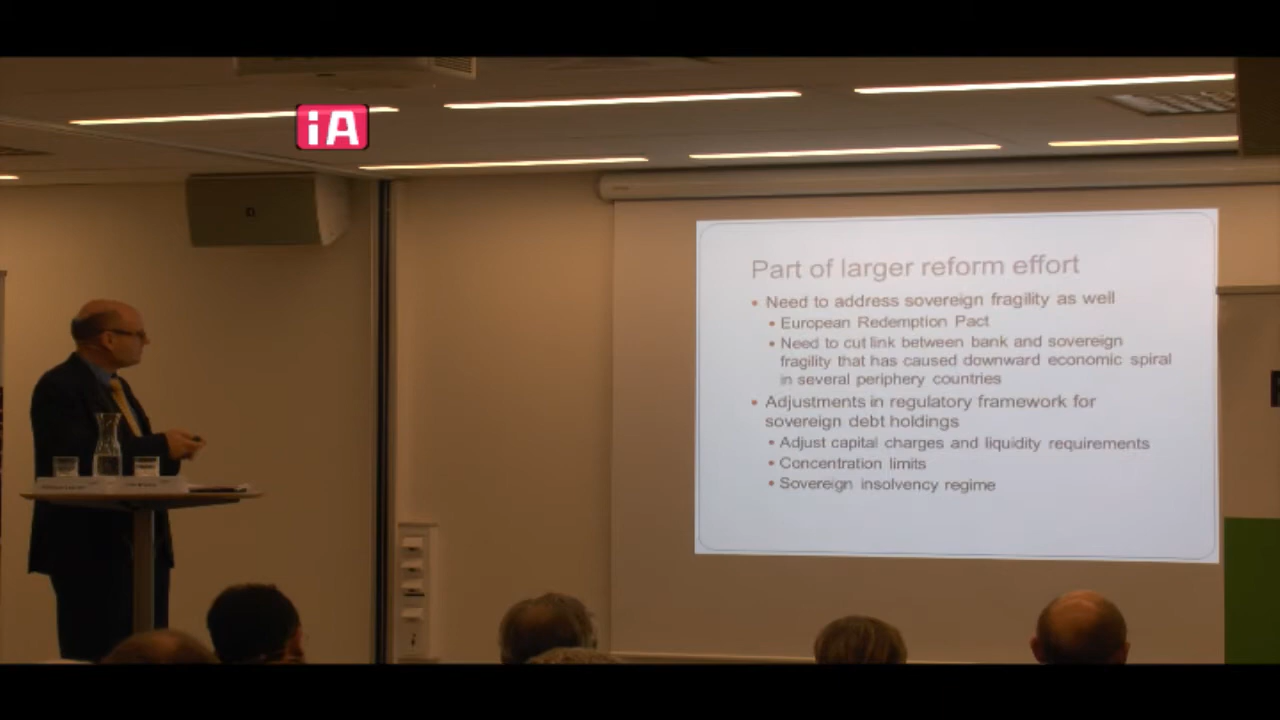 iA
Part of larger reform effort
• Need to address sovereign fragility as well
• European Redemption Pact
• Need to cut link between bank and sovereign
fragility that has caused downward economic spiral
in several periphery countries
• Adjustments in regulatory framework for
sovereign debt holdings
• Adjust capital charges and liquidity requirements
• Concentration limits
• Sovereign insolvency regime